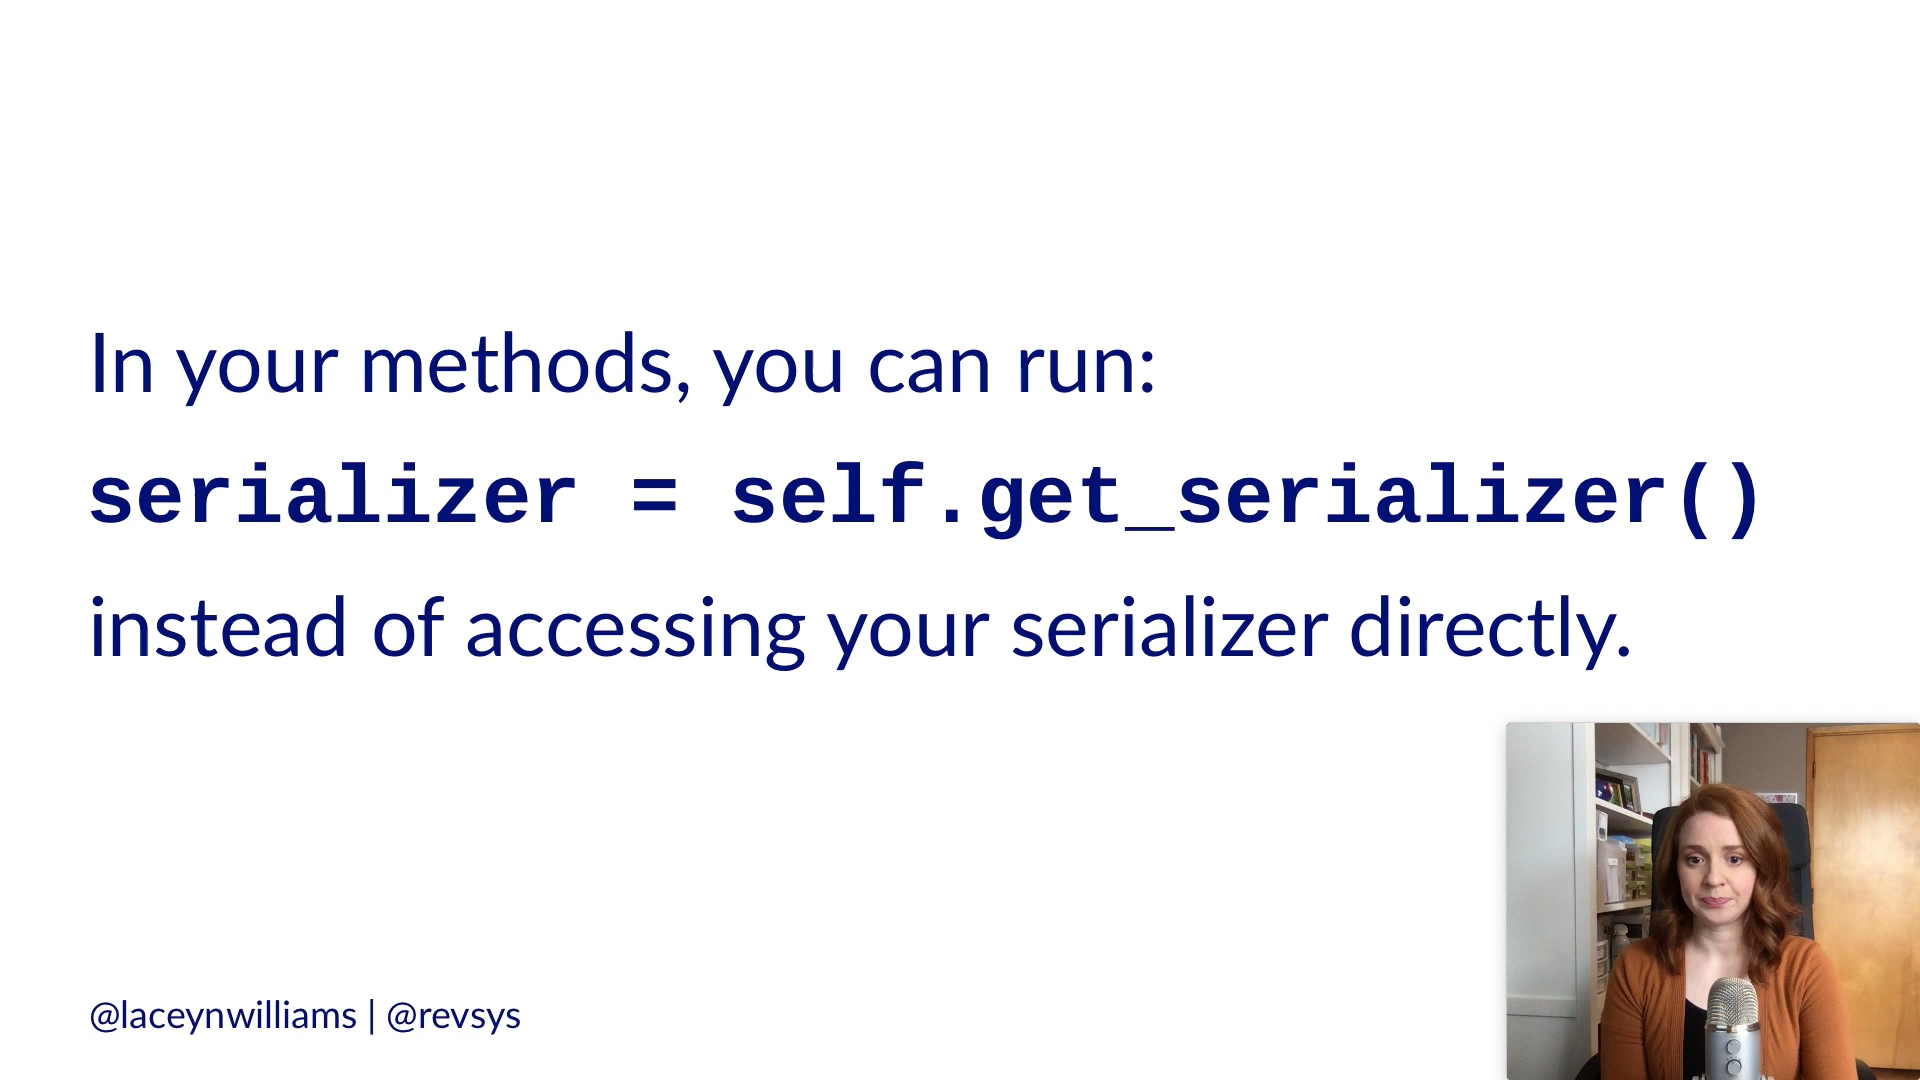 In your methods, you can run:
serializer = self.get_serializer()
instead of accessing your serializer directly.
@laceynwilliams | @revsys